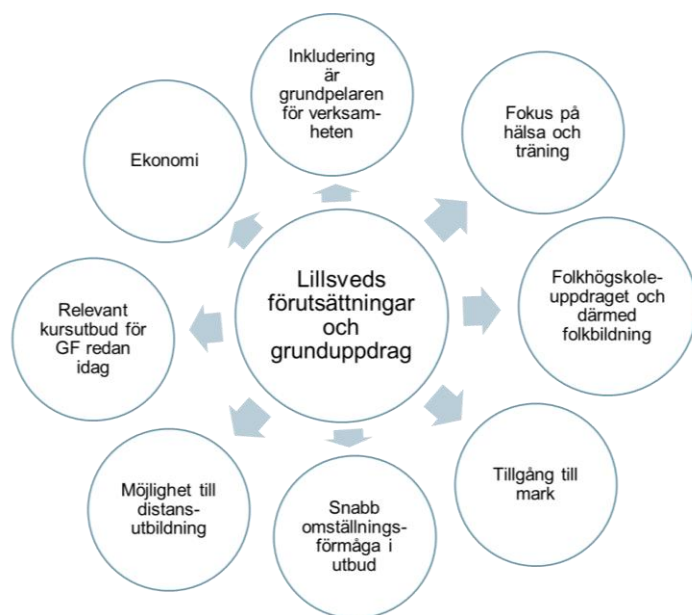 Inkludering
är
grundpelaren
för verksam-
heten
Fokus på
hälsa och
träning
Folkhögskole-
uppdraget och
därmed
folkbildning
Tillgång till
mark
Snabb
omställnings-
förmåga i
utbud
Möjlighet till
distans-
utbildning
Relevant
kursutbud för
GF redan
idag
Ekonomi
Lillsveds
förutsättningar
och
grunduppdrag